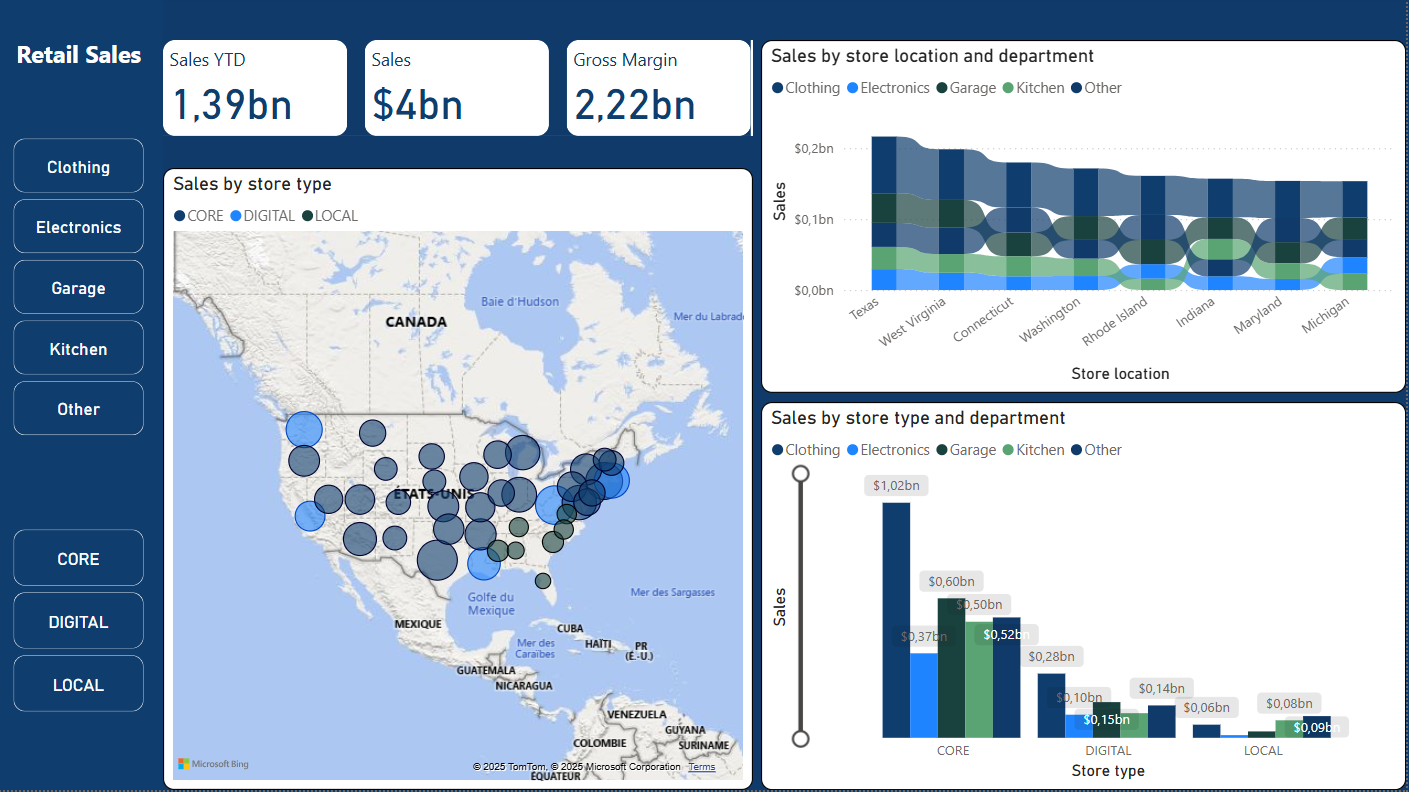 Retail Sales
Clothing
Electronics
Garage
Kitchen
Other
CORE
DIGITAL
LOCAL
Sales YTD
1,39bn
Sales
$4bn
Gross Margin
2,22bn
Sales by store type
CORE DIGITAL LOCAL
Baie d'Hudson
Mer du Labrado
CANADA
ÉTATS-UNIS
Mer des Sargasses
Golfe du
Mexique
MEXIQUE
CUBA
HAÏTI
PR
(É.-U.)
Mer des
Caraïbes
GUATEMALA
NICARAGUA
VENEZUELA
GUYANA
SURINAME
COLOMBIE
ÉQUATEUR
Microsoft Bing
© 2025 TomTom, © 2025 Microsoft Corporation Terms
Sales by store location and department
Clothing Electronics Garage Kitchen Other
Sales
$0,2bn
$0,1bn
$0,0bn
Texas
West Virginia
Connecticut
Washington
Rhode Island
Indiana
Maryland
Michigan
Store location
Sales by store type and department
Clothing Electronics Garage Kitchen Other
Sales
$1,02bn
$0,37bn
$0,60bn
$0,50bn
$0,52bn
$0,28bn
$0,10bn
$0,15bn
$0,14bn
$0,06bn
$0,08bn
$0,09bn
CORE
DIGITAL
LOCAL
Store type